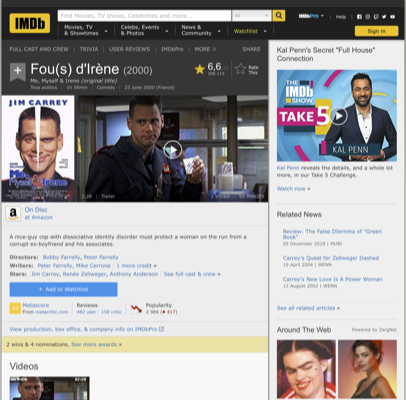 IMDb
Find Movies, TV shows, Celebrities and more...
All
IMDbPro
Help
Movies, TV
& Showtimes
Celebs, Events
& Photos
News &
Community
Watchlist
Sign in
FULL CAST AND CREW | TRIVIA | USER REVIEWS | IMDbPro | MORE
SHARE
Fou(s) d'Irène (2000)
Me, Myself & Irene (original title)
Tous publics | 1h 56min | Comedy | 23 June 2000 (France)
6,6
Rate
This
JIM CARREY
2:28 | Trailer
On Disc
at Amazon
A nice-guy cop with dissociative identity disorder must protect a woman on the run from a
corrupt ex-boyfriend and his associates.
Directors: Bobby Farrelly, Peter Farrelly
Writers: Peter Farrelly, Mike Cerrone | 1 more credit »
Stars: Jim Carrey, Renée Zellweger, Anthony Anderson | See full cast & crew »
+ Add to Watchlist
Metascore
From metacritic.com
Reviews
482 user | 158 critic
Popularity
2 984 ( 417)
View production, box office, & company info on IMDbPro
2 wins & 4 nominations. See more awards »
Videos
Kal Penn's Secret "Full House"
Connection
THE
IMDb
SHOW
TAKE 5
KAL PENN
Kal Penn reveals the details, and a whole lot
more, in our Take 5 Challenge.
Watch now »
Related News
Review: The False Dilemma of "Green
Book"
05 December 2018 | MUBI
Carrey's Quest for Zellweger Dashed
19 April 2004 | WENN
Carrey's New Love Is A Power Woman
12 August 2002 | WENN
See all related articles »
Around The Web
Powered by ZergNet